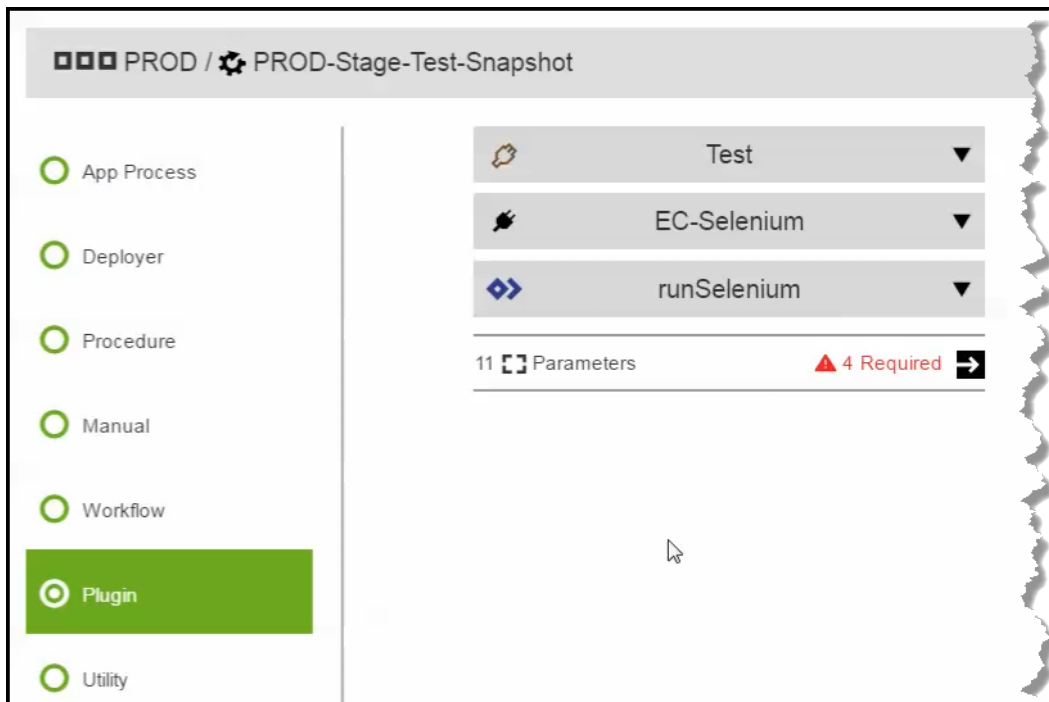 PROD / PROD-Stage-Test-Snapshot
App Process
Deployer
Procedure
Manual
Workflow
Plugin
Utility
Test
EC-Selenium
runSelenium
11 Parameters 4 Required